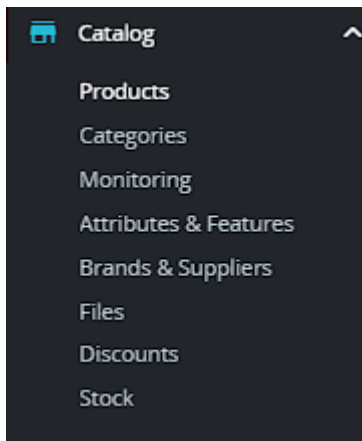 Catalog
Products
Categories
Monitoring
Attributes & Features
Brands & Suppliers
Files
Discounts
Stock